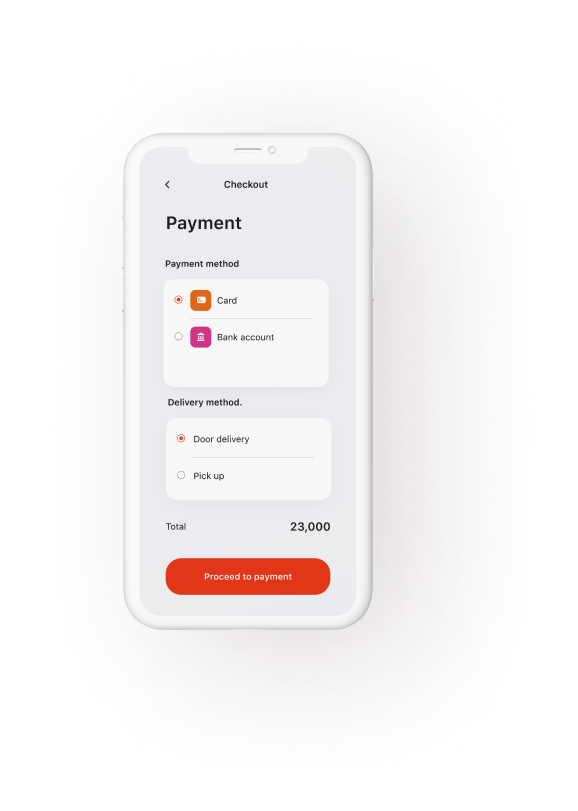 Checkout
Payment
Payment method
Card
Bank account
Delivery method.
Door delivery
Pick up
Total 23,000
Proceed to payment